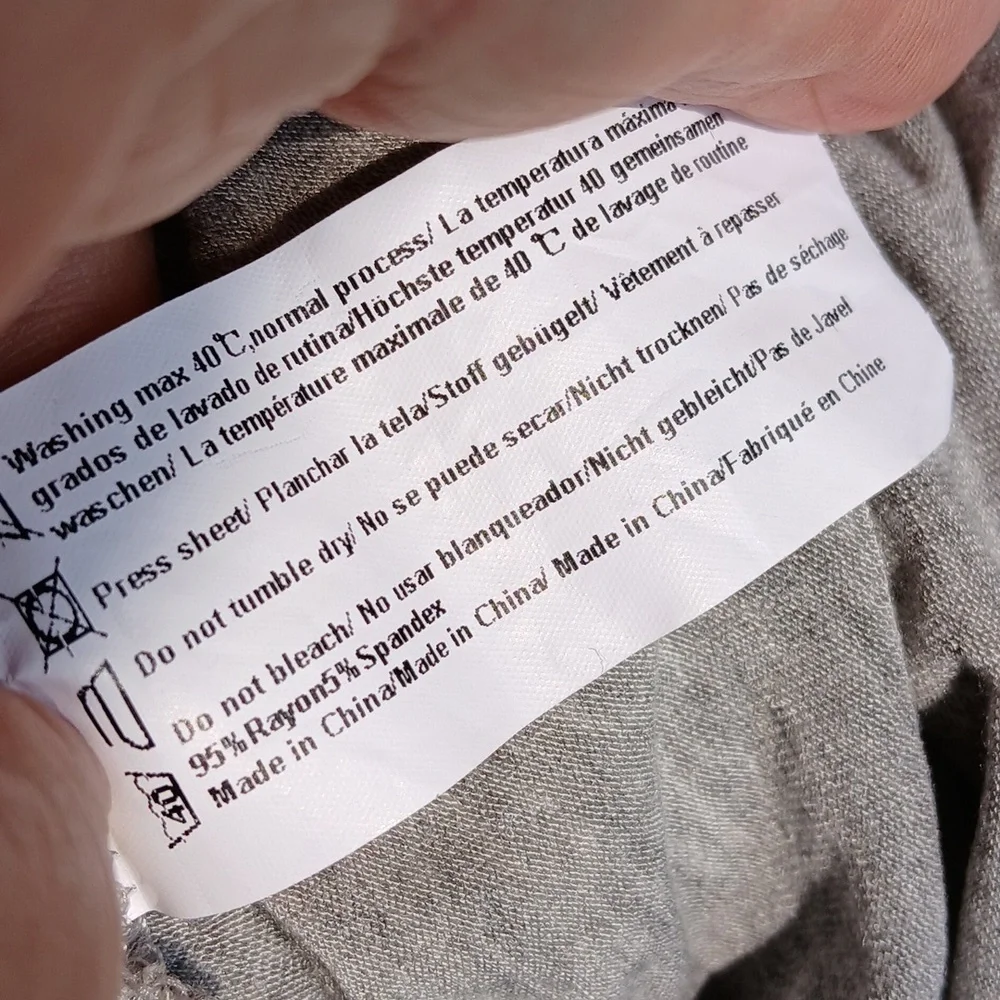 Washing max 40℃,normal process/ La temperatura máxima
grados de lavado de rutina/Höchste temperatur 40 gemeinsamen
waschen/ La température maximale de 40 ℃ de lavage de routine
Press sheet/ Planchar la tela/Stoff gebügelt/ Vêtement à repasser
Do not tumble dry/ No se puede secar/Nicht trocknen/ Pas de séchage
Do not bleach/ No usar blanqueador/Nicht gebleicht/Pas de Javel
95%Rayon5%Spandex
Made in China/Made in China/ Made in China/Fabriqué en Chine
40